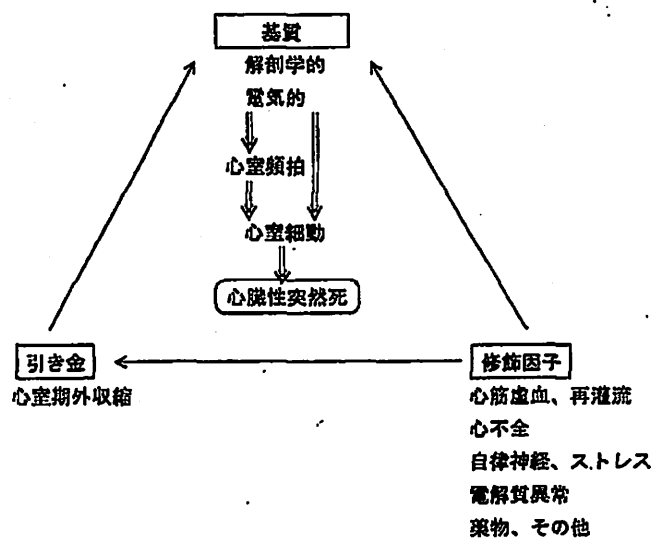 基質
解剖学的
電気的
心室頻拍
心室細動
心臓性突然死
引き金
心室期外収縮
修飾因子
心筋虚血、再灌流
心不全
自律神経、ストレス
電解質異常
薬物、その他